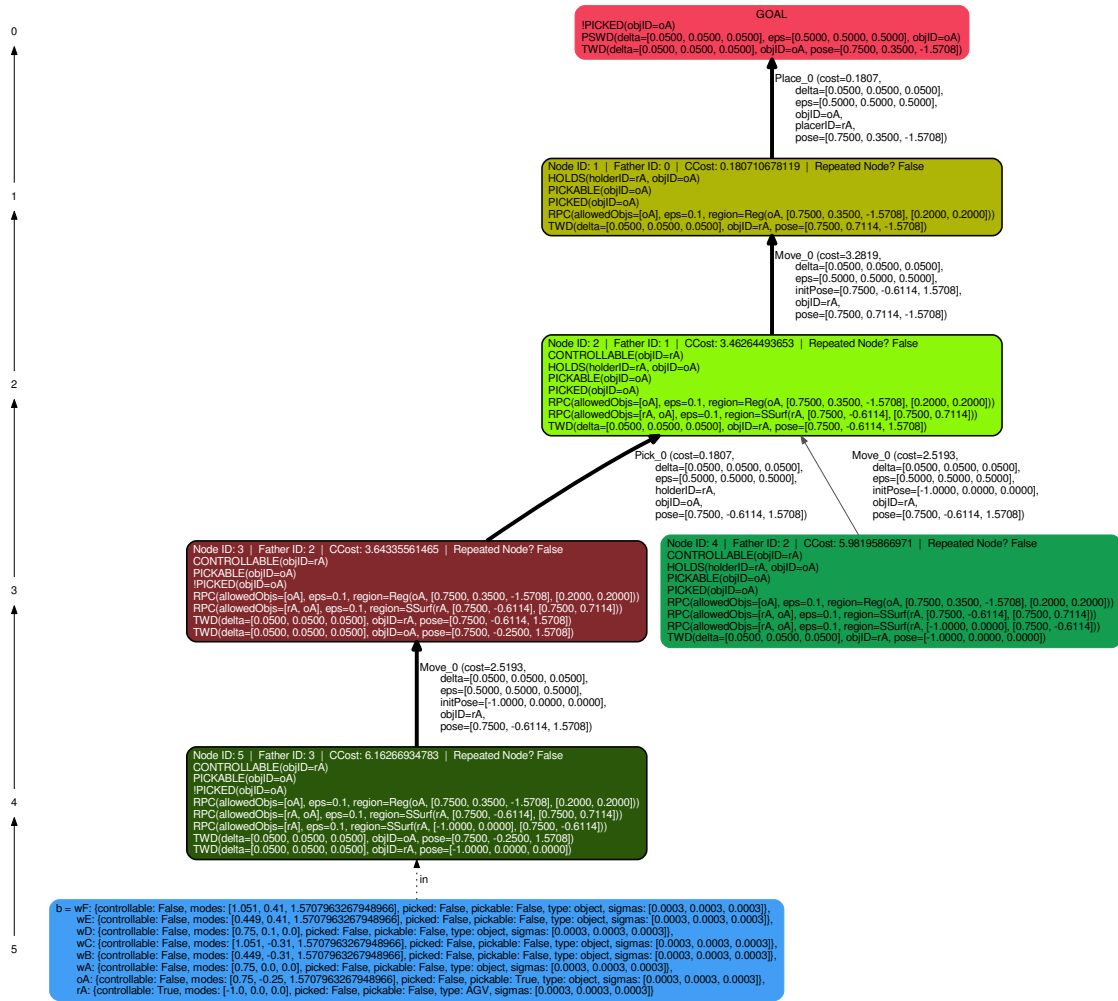 GOAL
!PICKED(objID=oA)
PSWD(delta=[0.0500, 0.0500, 0.0500], eps=[0.5000, 0.5000, 0.5000], objID=oA)
TWD(delta=[0.0500, 0.0500, 0.0500], objID=oA, pose=[0.7500, 0.3500, -1.5708])
0
Place_0 (cost=0.1807,
delta=[0.0500, 0.0500, 0.0500],
eps=[0.5000, 0.5000, 0.5000],
objID=oA,
placerID=rA,
pose=[0.7500, 0.3500, -1.5708])
Node ID: 1 | Father ID: 0 | CCost: 0.180710678119 | Repeated Node? False
HOLDS(holderID=rA, objID=oA)
PICKABLE(objID=oA)
PICKED(objID=oA)
RPC(allowedObjs=[oA], eps=0.1, region=Reg(oA, [0.7500, 0.3500, -1.5708], [0.2000, 0.2000]))
TWD(delta=[0.0500, 0.0500, 0.0500], objID=rA, pose=[0.7500, 0.7114, -1.5708])
1
Move_0 (cost=3.2819,
delta=[0.0500, 0.0500, 0.0500],
eps=[0.5000, 0.5000, 0.5000],
initPose=[0.7500, -0.6114, 1.5708],
objID=rA,
pose=[0.7500, 0.7114, -1.5708])
Node ID: 2 | Father ID: 1 | CCost: 3.46264493653 | Repeated Node? False
CONTROLLABLE(objID=rA)
HOLDS(holderID=rA, objID=oA)
PICKABLE(objID=oA)
PICKED(objID=oA)
RPC(allowedObjs=[oA], eps=0.1, region=Reg(oA, [0.7500, 0.3500, -1.5708], [0.2000, 0.2000]))
RPC(allowedObjs=[rA, oA], eps=0.1, region=SSurf(rA, [0.7500, -0.6114], [0.7500, 0.7114]))
TWD(delta=[0.0500, 0.0500, 0.0500], objID=rA, pose=[0.7500, -0.6114, 1.5708])
2
Pick_0 (cost=0.1807,
delta=[0.0500, 0.0500, 0.0500],
eps=[0.5000, 0.5000, 0.5000],
holderID=rA,
objID=oA,
pose=[0.7500, -0.6114, 1.5708])
Move_0 (cost=2.5193,
delta=[0.0500, 0.0500, 0.0500],
eps=[0.5000, 0.5000, 0.5000],
initPose=[-1.0000, 0.0000, 0.0000],
objID=rA,
pose=[0.7500, -0.6114, 1.5708])
Node ID: 3 | Father ID: 2 | CCost: 3.64335561465 | Repeated Node? False
CONTROLLABLE(objID=rA)
PICKABLE(objID=oA)
!PICKED(objID=oA)
RPC(allowedObjs=[oA], eps=0.1, region=Reg(oA, [0.7500, 0.3500, -1.5708], [0.2000, 0.2000]))
RPC(allowedObjs=[rA, oA], eps=0.1, region=SSurf(rA, [0.7500, -0.6114], [0.7500, 0.7114]))
TWD(delta=[0.0500, 0.0500, 0.0500], objID=rA, pose=[0.7500, -0.6114, 1.5708])
TWD(delta=[0.0500, 0.0500, 0.0500], objID=oA, pose=[0.7500, -0.2500, 1.5708])
Node ID: 4 | Father ID: 2 | CCost: 5.98195866971 | Repeated Node? False
CONTROLLABLE(objID=rA)
HOLDS(holderID=rA, objID=oA)
PICKABLE(objID=oA)
PICKED(objID=oA)
RPC(allowedObjs=[oA], eps=0.1, region=Reg(oA, [0.7500, 0.3500, -1.5708], [0.2000, 0.2000]))
RPC(allowedObjs=[rA, oA], eps=0.1, region=SSurf(rA, [0.7500, -0.6114], [0.7500, 0.7114]))
RPC(allowedObjs=[rA, oA], eps=0.1, region=SSurf(rA, [-1.0000, 0.0000], [0.7500, -0.6114]))
TWD(delta=[0.0500, 0.0500, 0.0500], objID=rA, pose=[-1.0000, 0.0000, 0.0000])
3
Move_0 (cost=2.5193,
delta=[0.0500, 0.0500, 0.0500],
eps=[0.5000, 0.5000, 0.5000],
initPose=[-1.0000, 0.0000, 0.0000],
objID=rA,
pose=[0.7500, -0.6114, 1.5708])
Node ID: 5 | Father ID: 3 | CCost: 6.16266934783 | Repeated Node? False
CONTROLLABLE(objID=rA)
PICKABLE(objID=oA)
!PICKED(objID=oA)
RPC(allowedObjs=[oA], eps=0.1, region=Reg(oA, [0.7500, 0.3500, -1.5708], [0.2000, 0.2000]))
RPC(allowedObjs=[rA, oA], eps=0.1, region=SSurf(rA, [0.7500, -0.6114], [0.7500, 0.7114]))
RPC(allowedObjs=[rA], eps=0.1, region=SSurf(rA, [-1.0000, 0.0000], [0.7500, -0.6114]))
TWD(delta=[0.0500, 0.0500, 0.0500], objID=oA, pose=[0.7500, -0.2500, 1.5708])
TWD(delta=[0.0500, 0.0500, 0.0500], objID=rA, pose=[-1.0000, 0.0000, 0.0000])
4
in
b = wF: {controllable: False, modes: [1.051, 0.41, 1.5707963267948966], picked: False, pickable: False, type: object, sigmas: [0.0003, 0.0003, 0.0003]},
wE: {controllable: False, modes: [0.449, 0.41, 1.5707963267948966], picked: False, pickable: False, type: object, sigmas: [0.0003, 0.0003, 0.0003]},
wD: {controllable: False, modes: [0.75, 0.1, 0.0], picked: False, pickable: False, type: object, sigmas: [0.0003, 0.0003, 0.0003]},
wC: {controllable: False, modes: [1.051, -0.31, 1.5707963267948966], picked: False, pickable: False, type: object, sigmas: [0.0003, 0.0003, 0.0003]},
wB: {controllable: False, modes: [0.449, -0.31, 1.5707963267948966], picked: False, pickable: False, type: object, sigmas: [0.0003, 0.0003, 0.0003]},
wA: {controllable: False, modes: [0.75, 0.0, 0.0], picked: False, pickable: False, type: object, sigmas: [0.0003, 0.0003, 0.0003]},
oA: {controllable: False, modes: [0.75, -0.25, 1.5707963267948966], picked: False, pickable: True, type: object, sigmas: [0.0003, 0.0003, 0.0003]},
rA: {controllable: True, modes: [-1.0, 0.0, 0.0], picked: False, pickable: False, type: AGV, sigmas: [0.0003, 0.0003, 0.0003]}
5